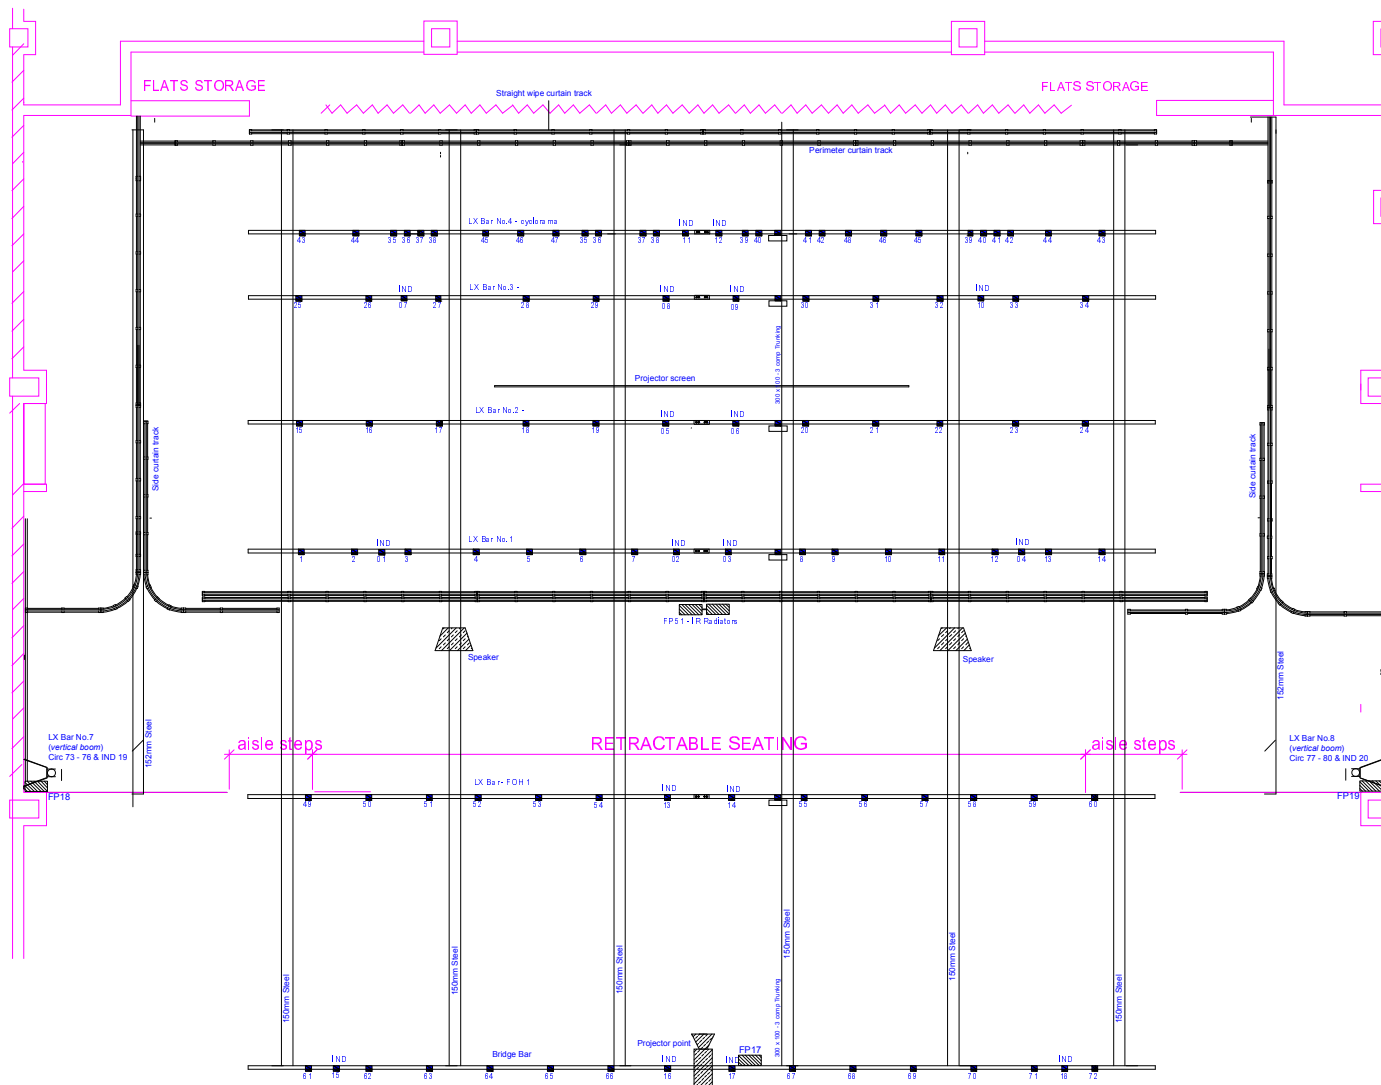 FLATS STORAGE
FLATS STORAGE
Straight wipe curtain track
Perimeter curtain track
LX Bar No.4 - cyclorama
IND IND
43 44 35 36 37 38 45 46 47 35 36 37 38 11 12 39 40 41 42 48 46 45 39 40 41 42 44 43
LX Bar No.3 -
IND IND IND IND
25 26 07 27 28 29 08 09 30 31 32 10 33 34
300 x 100 - 3 comp Trunking
Projector screen
LX Bar No.2 -
IND IND
15 16 17 18 19 05 06 20 21 22 23 24
Side curtain track
Side curtain track
LX Bar No.1
IND IND IND IND
1 2 01 3 4 5 6 7 02 03 8 9 10 11 12 04 13 14
FP51 - IR Radiators
Speaker
Speaker
152mm Steel
152mm Steel
LX Bar No.7
(vertical boom)
Circ 73 - 76 & IND 19
aisle steps
RETRACTABLE SEATING
aisle steps
LX Bar No.8
(vertical boom)
Circ 77 - 80 & IND 20
FP18
FP19
LX Bar- FOH 1
IND IND
49 50 51 52 53 54 13 14 55 56 57 58 59 60
150mm Steel
150mm Steel
150mm Steel
150mm Steel
150mm Steel
150mm Steel
300 x 100 - 3 comp Trunking
Projector point
FP17
Bridge Bar
IND IND IND IND
61 15 62 63 64 65 66 16 17 67 68 69 70 71 18 72